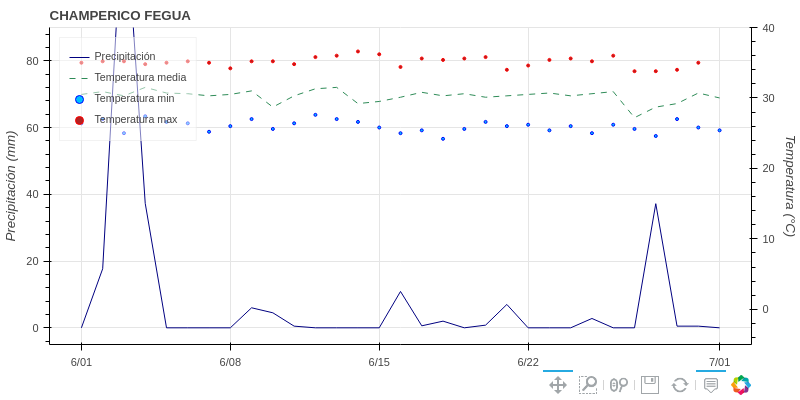 CHAMPERICO FEGUA
Precipitación
Temperatura media
Temperatura min
Temperatura max
Precipitación (mm)
80
60
40
20
0
Temperatura (°C)
40
30
20
10
0
6/01
6/08
6/15
6/22
7/01